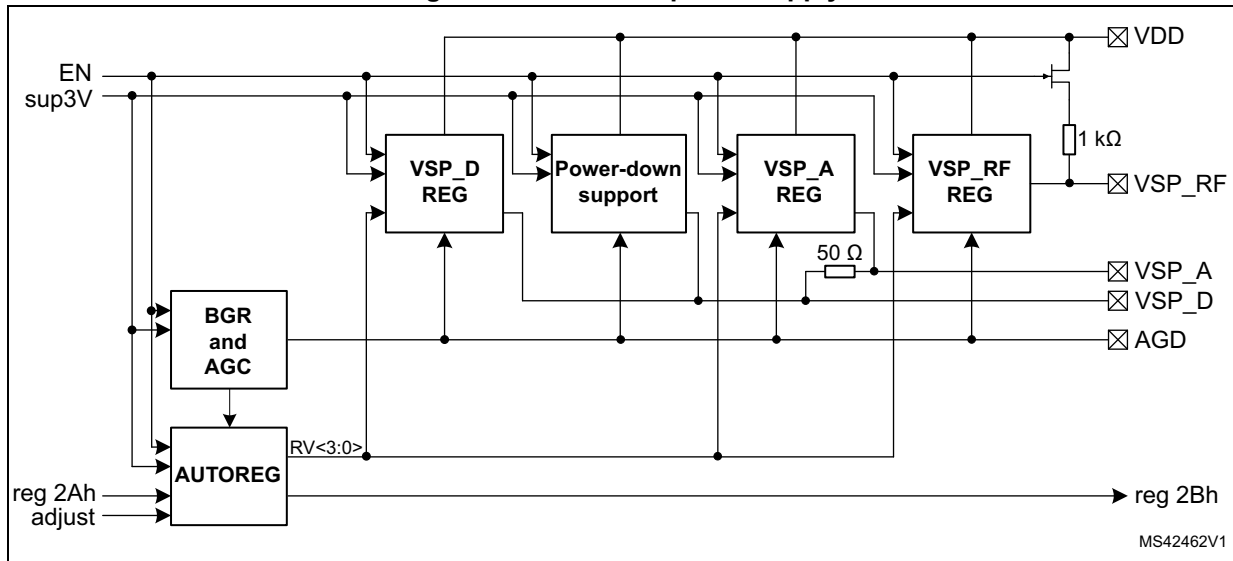 VDD
EN
sup3V
1 kΩ
VSP_D
REG
Power-down
support
VSP_A
REG
VSP_RF
REG
VSP_RF
50 Ω
VSP_A
VSP_D
BGR
and
AGC
AGD
RV<3:0>
AUTOREG
reg 2Ah
adjust
reg 2Bh
MS42462V1